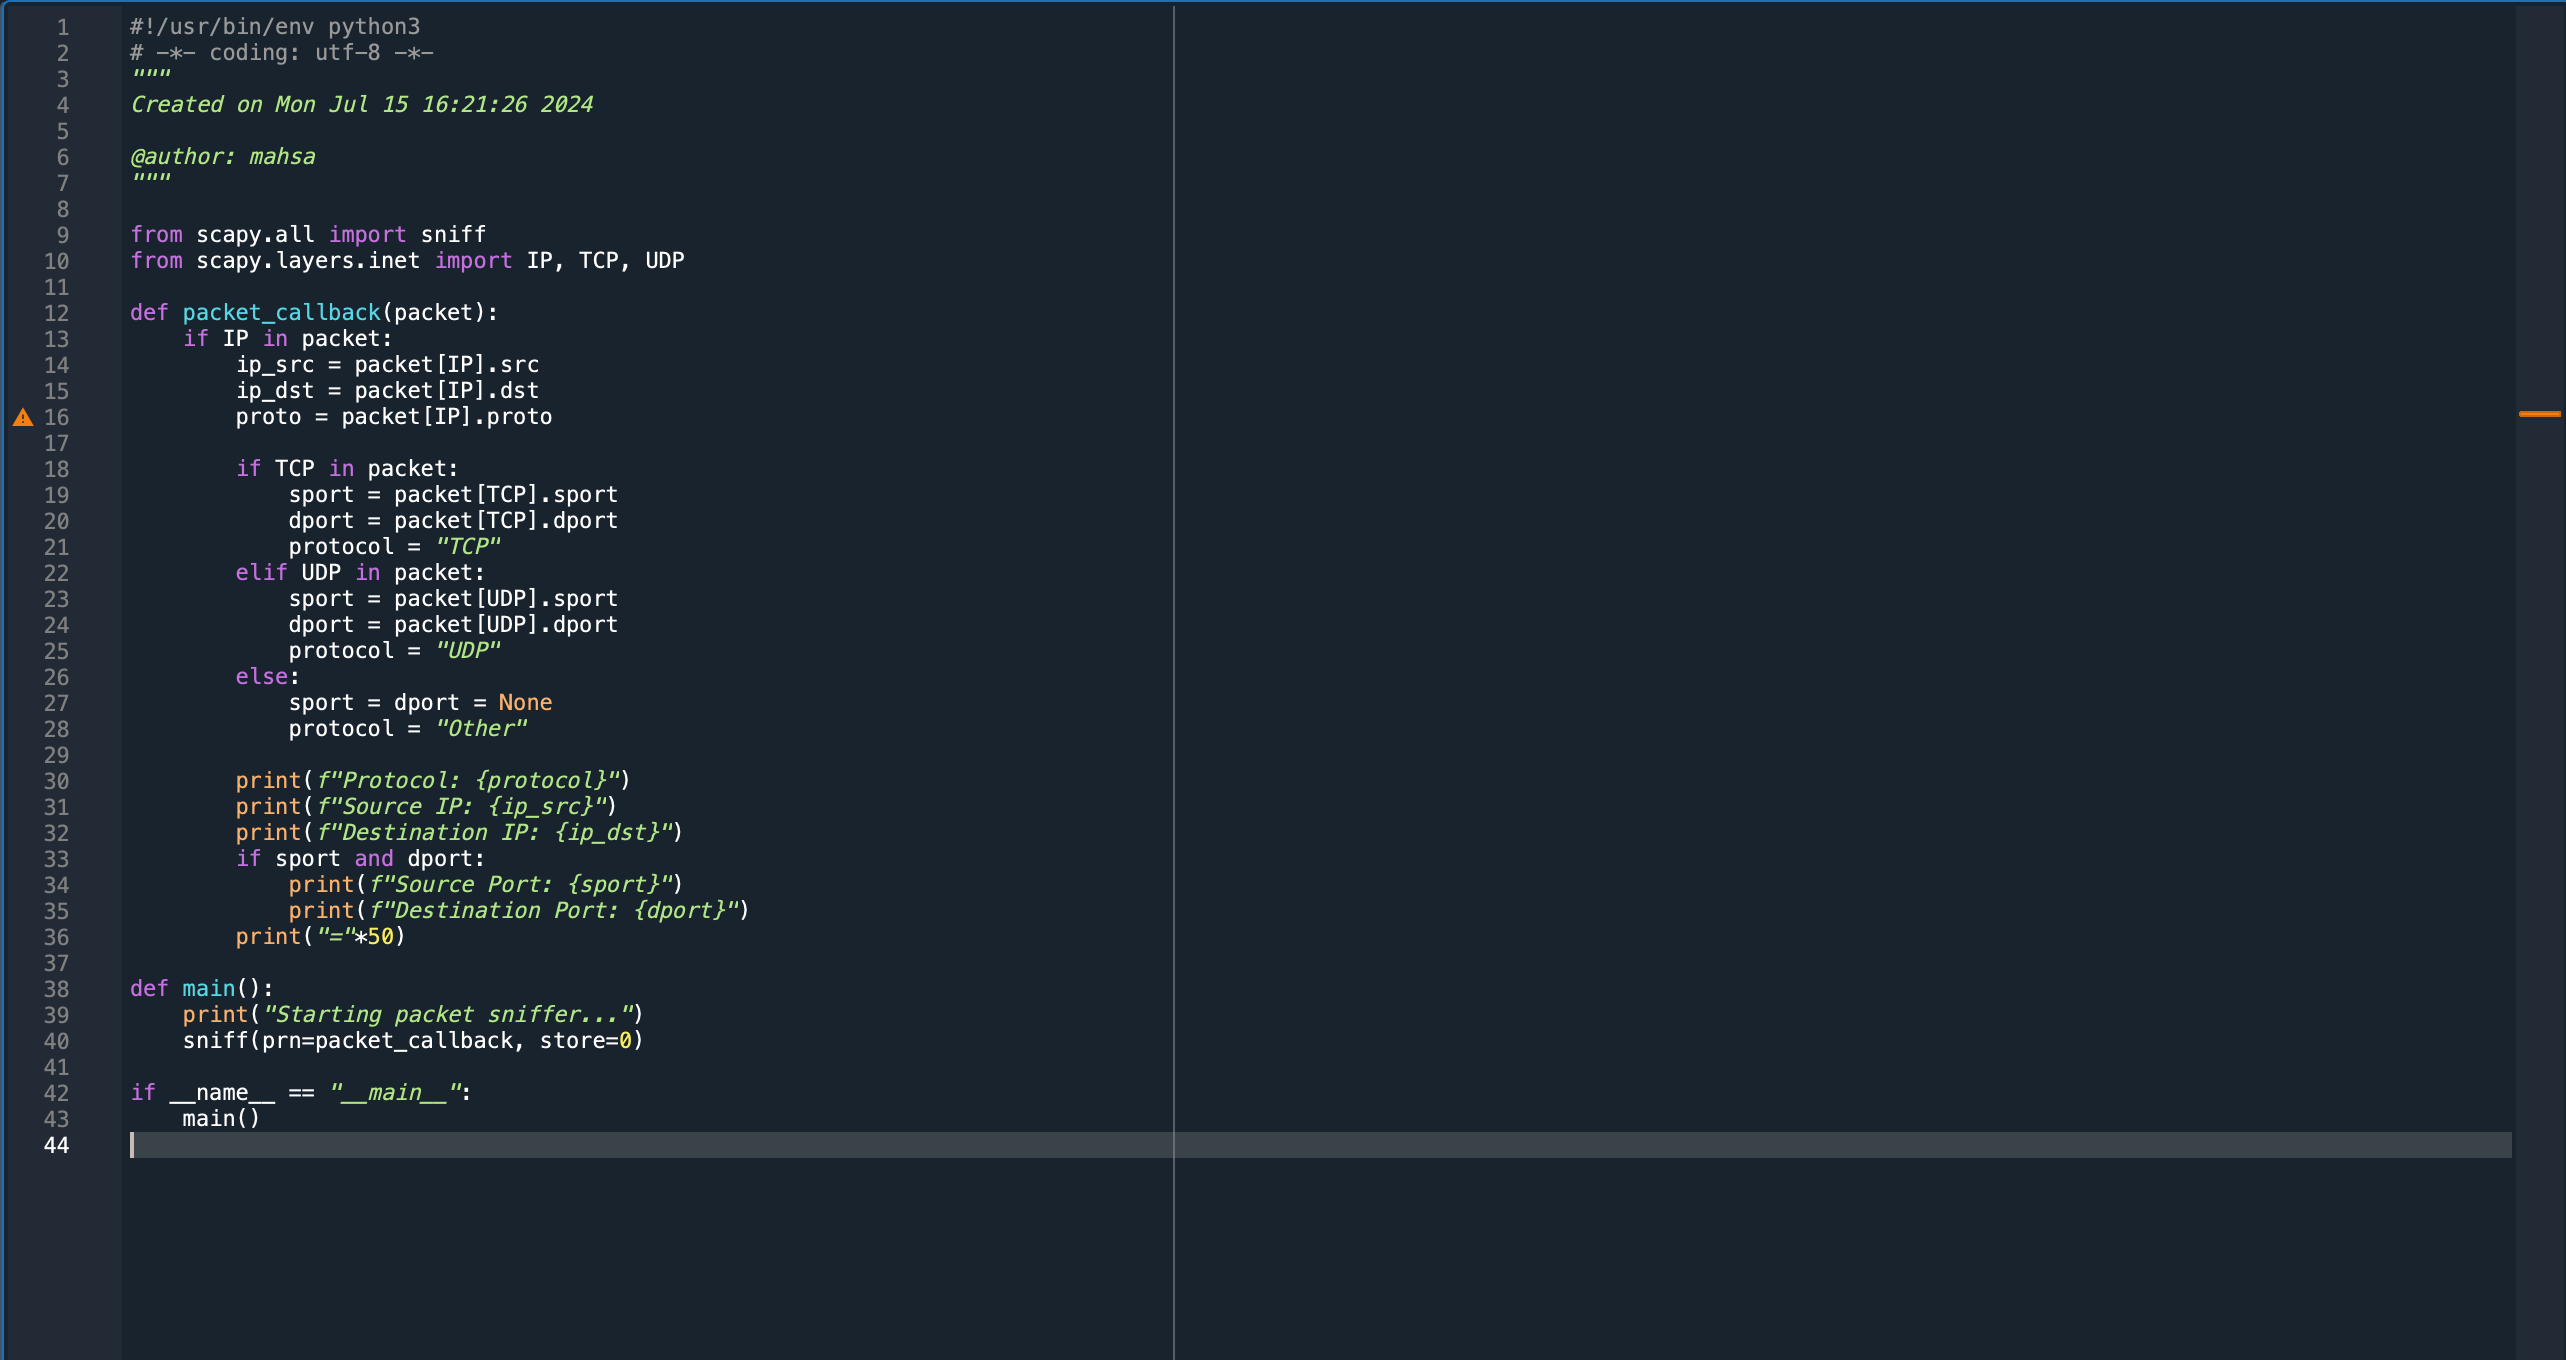 1 #!/usr/bin/env python3
2 # -*- coding: utf-8 -*-
3 """
4 Created on Mon Jul 15 16:21:26 2024
5
6 @author: mahsa
7 """
8
9 from scapy.all import sniff
10 from scapy.layers.inet import IP, TCP, UDP
11
12 def packet_callback(packet):
13     if IP in packet:
14         ip_src = packet[IP].src
15         ip_dst = packet[IP].dst
16         proto = packet[IP].proto
17
18         if TCP in packet:
19             sport = packet[TCP].sport
20             dport = packet[TCP].dport
21             protocol = "TCP"
22         elif UDP in packet:
23             sport = packet[UDP].sport
24             dport = packet[UDP].dport
25             protocol = "UDP"
26         else:
27             sport = dport = None
28             protocol = "Other"
29
30         print(f"Protocol: {protocol}")
31         print(f"Source IP: {ip_src}")
32         print(f"Destination IP: {ip_dst}")
33         if sport and dport:
34             print(f"Source Port: {sport}")
35             print(f"Destination Port: {dport}")
36         print("="*50)
37
38 def main():
39     print("Starting packet sniffer...")
40     sniff(prn=packet_callback, store=0)
41
42 if __name__ == "__main__":
43     main()
44